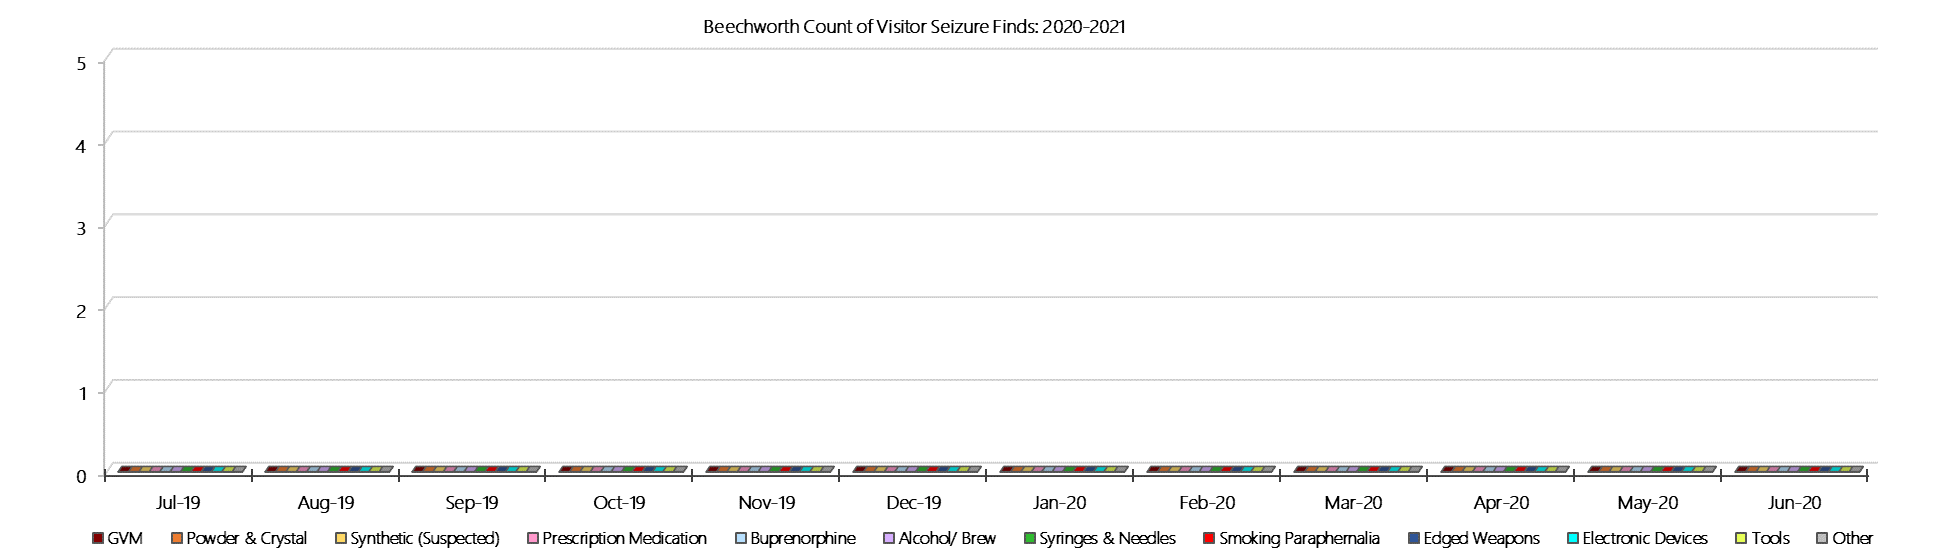 Beechworth Count of Visitor Seizure Finds: 2020-2021
5
4
3
2
1
0
Jul-19 Aug-19 Sep-19 Oct-19 Nov-19 Dec-19 Jan-20 Feb-20 Mar-20 Apr-20 May-20 Jun-20
GVM Powder & Crystal Synthetic (Suspected) Prescription Medication Buprenorphine Alcohol/ Brew Syringes & Needles Smoking Paraphernalia Edged Weapons Electronic Devices Tools Other